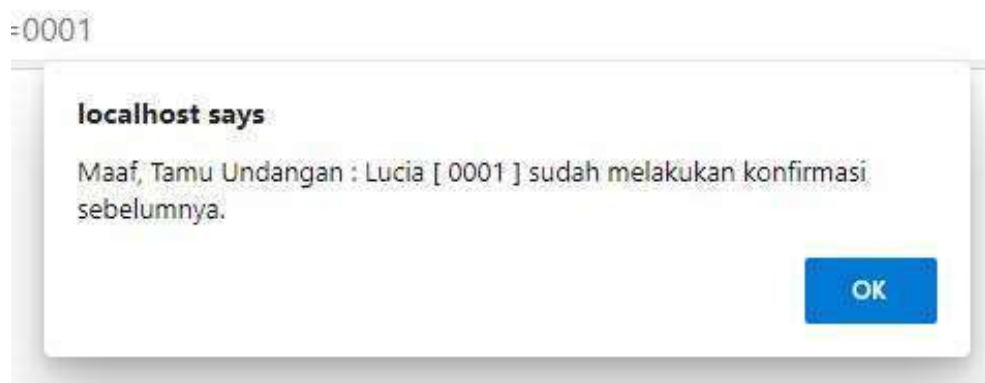 =0001
localhost says
Maaf, Tamu Undangan : Lucia [ 0001 ] sudah melakukan konfirmasi
sebelumnya.
OK